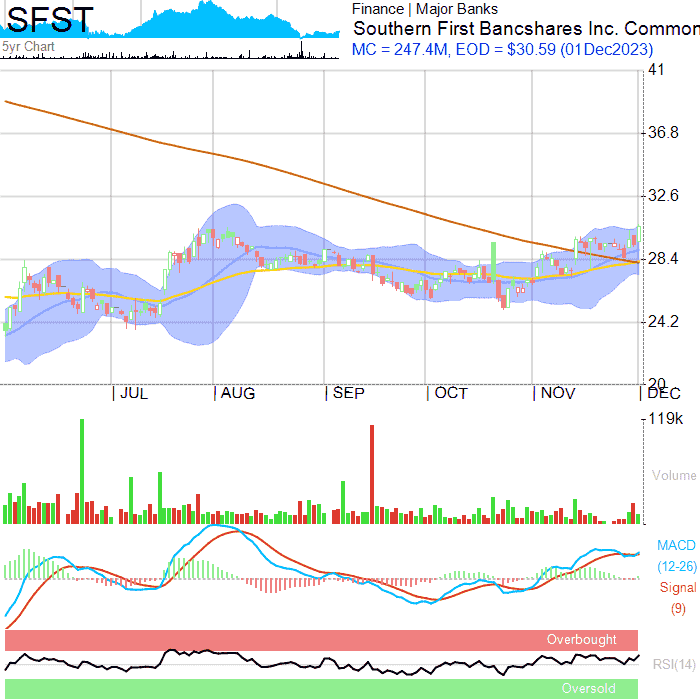 SFST
5yr Chart
Finance | Major Banks
Southern First Bancshares Inc. Common
MC = 247.4M, EOD = $30.59 (01Dec2023)
41
36.8
32.6
28.4
24.2
20
JUL AUG SEP OCT NOV DEC
119k
Volume
MACD
(12-26)
Signal
(9)
Overbought
RSI(14)
Oversold